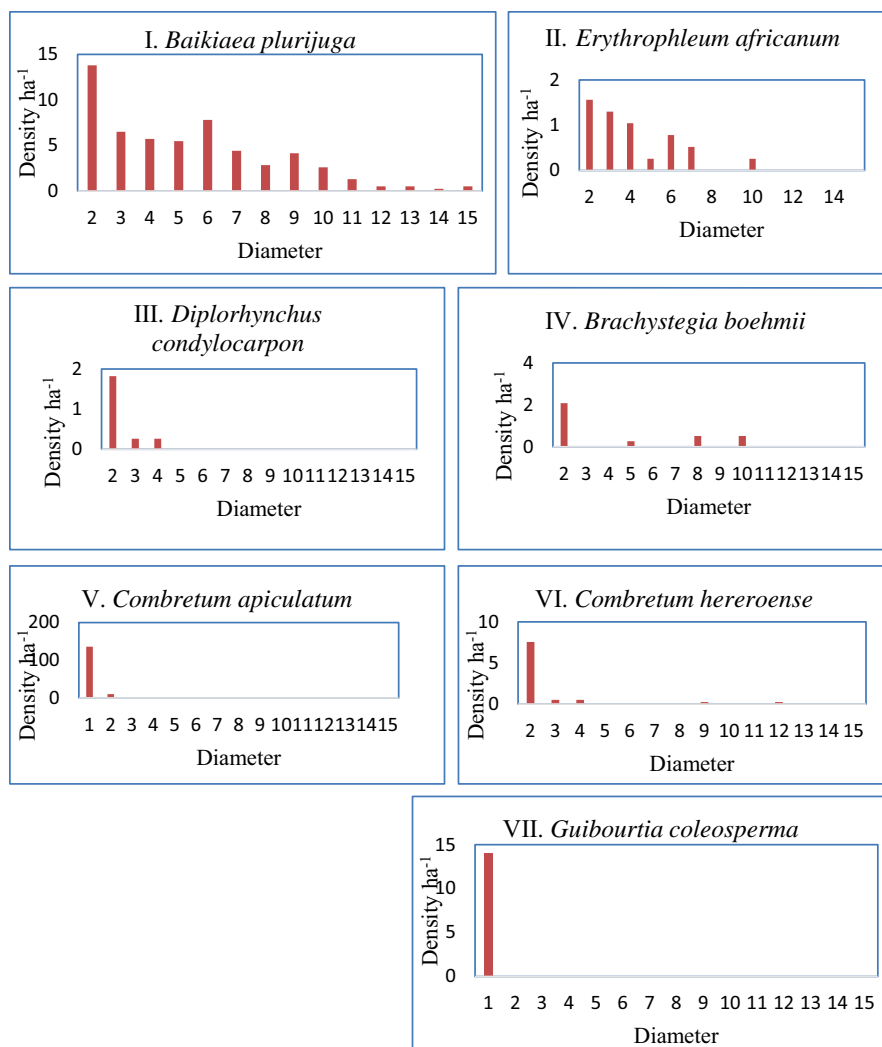 I. Baikiaea plurijuga
15
10
5
0
Density ha-1
2 3 4 5 6 7 8 9 10 11 12 13 14 15
Diameter
II. Erythrophleum africanum
2
1
0
Density ha-1
2 4 6 8 10 12 14
Diameter
III. Diplorhynchus
condylocarpon
2
1
0
Density ha-1
2 3 4 5 6 7 8 9 10 11 12 13 14 15
Diameter
IV. Brachystegia boehmii
4
2
0
Density ha-1
2 3 4 5 6 7 8 9 10 11 12 13 14 15
Diameter
V. Combretum apiculatum
200
100
0
Density ha-1
1 2 3 4 5 6 7 8 9 10 11 12 13 14 15
Diameter
VI. Combretum hereroense
10
5
0
Density ha-1
2 3 4 5 6 7 8 9 10 11 12 13 14 15
Diameter
VII. Guibourtia coleosperma
15
10
5
0
Density ha-1
1 2 3 4 5 6 7 8 9 10 11 12 13 14 15
Diameter